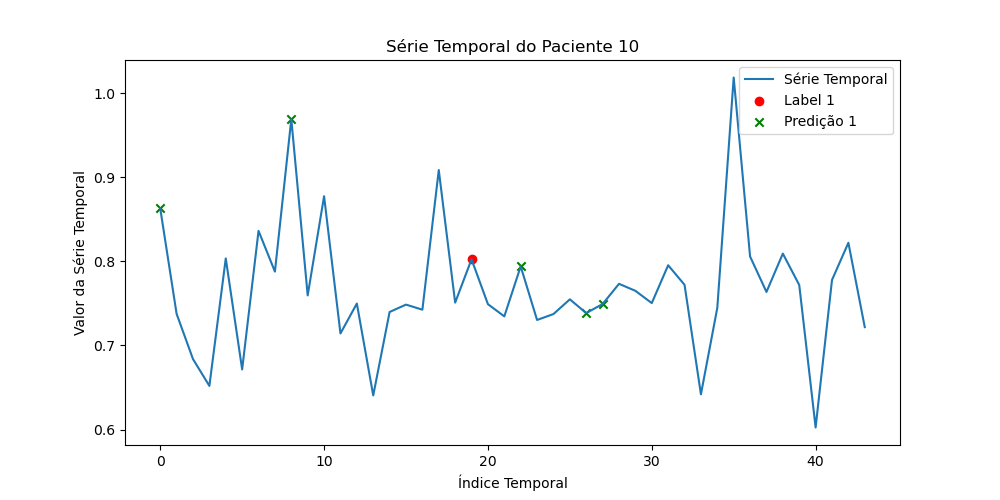 Série Temporal do Paciente 10
Série Temporal
Label 1
Predição 1
Valor da Série Temporal
1.0
0.9
0.8
0.7
0.6
0
10
20
30
40
Índice Temporal